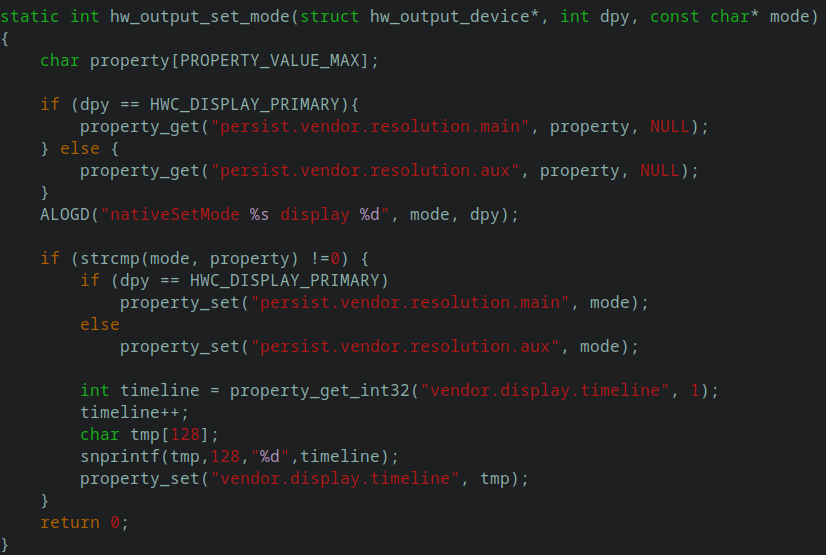 static int hw_output_set_mode(struct hw_output_device*, int dpy, const char* mode)
{
    char property[PROPERTY_VALUE_MAX];

    if (dpy == HWC_DISPLAY_PRIMARY){
        property_get("persist.vendor.resolution.main", property, NULL);
    } else {
        property_get("persist.vendor.resolution.aux", property, NULL);
    }
    ALOGD("nativeSetMode %s display %d", mode, dpy);

    if (strcmp(mode, property) !=0) {
        if (dpy == HWC_DISPLAY_PRIMARY)
            property_set("persist.vendor.resolution.main", mode);
        else
            property_set("persist.vendor.resolution.aux", mode);

        int timeline = property_get_int32("vendor.display.timeline", 1);
        timeline++;
        char tmp[128];
        snprintf(tmp,128,"%d",timeline);
        property_set("vendor.display.timeline", tmp);
    }
    return 0;
}